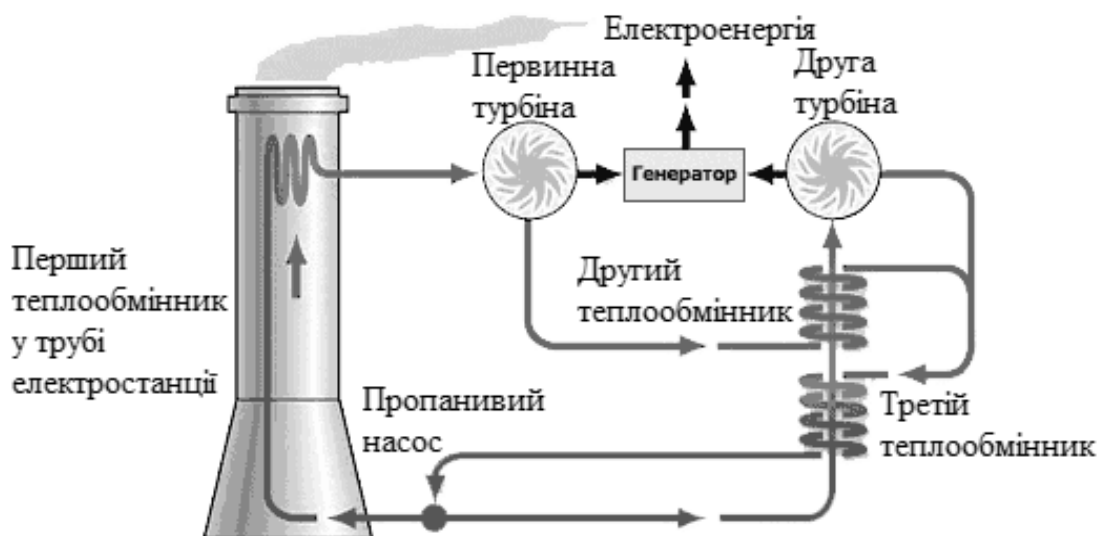 Електроенергія
Первинна
турбіна
Друга
турбіна
Генератор
Перший
теплообмінник
у трубі
електростанції
Другий
теплообмінник
Пропанивий
насос
Третій
теплообмінник